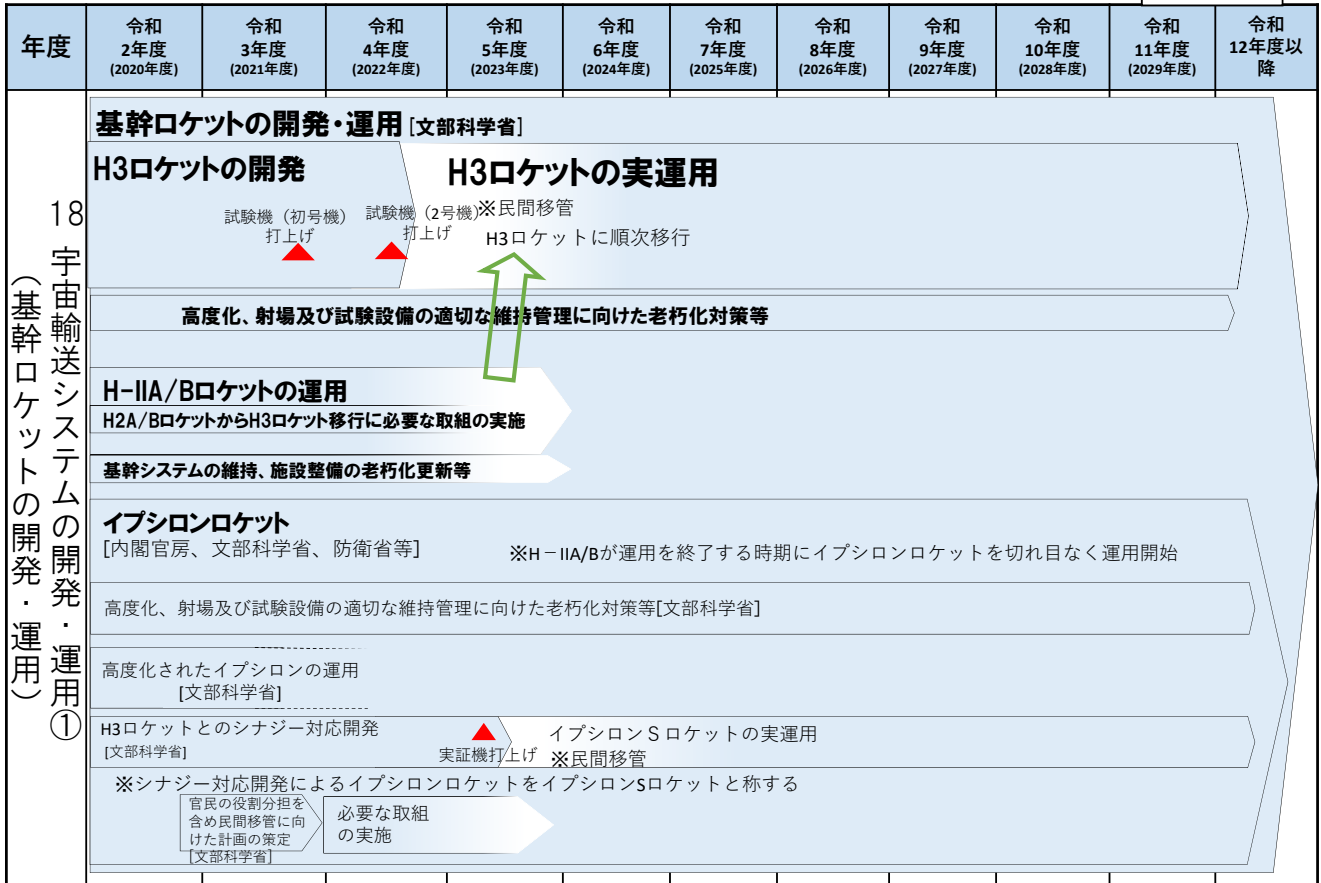 年度
令和
2年度
(2020年度)
令和
3年度
(2021年度)
令和
4年度
(2022年度)
令和
5年度
(2023年度)
令和
6年度
(2024年度)
令和
7年度
(2025年度)
令和
8年度
(2026年度)
令和
9年度
(2027年度)
令和
10年度
(2028年度)
令和
11年度
(2029年度)
令和
12年度以
降
18 宇宙輸送システムの開発・運用①
（基幹ロケットの開発・運用）
基幹ロケットの開発・運用 [文部科学省]
H3ロケットの開発
試験機（初号機）
打上げ
試験機（2号機）
打上げ
H3ロケットの実運用
※民間移管
H3ロケットに順次移行
高度化、射場及び試験設備の適切な維持管理に向けた老朽化対策等
H-IIA/Bロケットの運用
H2A/BロケットからH3ロケット移行に必要な取組の実施
基幹システムの維持、施設整備の老朽化更新等
イプシロンロケット
[内閣官房、文部科学省、防衛省等]
※H－IIA/Bが運用を終了する時期にイプシロンロケットを切れ目なく運用開始
高度化、射場及び試験設備の適切な維持管理に向けた老朽化対策等[文部科学省]
高度化されたイプシロンの運用
[文部科学省]
H3ロケットとのシナジー対応開発
[文部科学省]
実証機打上げ
イプシロンＳロケットの実運用
※民間移管
※シナジー対応開発によるイプシロンロケットをイプシロンSロケットと称する
官民の役割分担を
含め民間移管に向
けた計画の策定
[文部科学省]
必要な取組
の実施